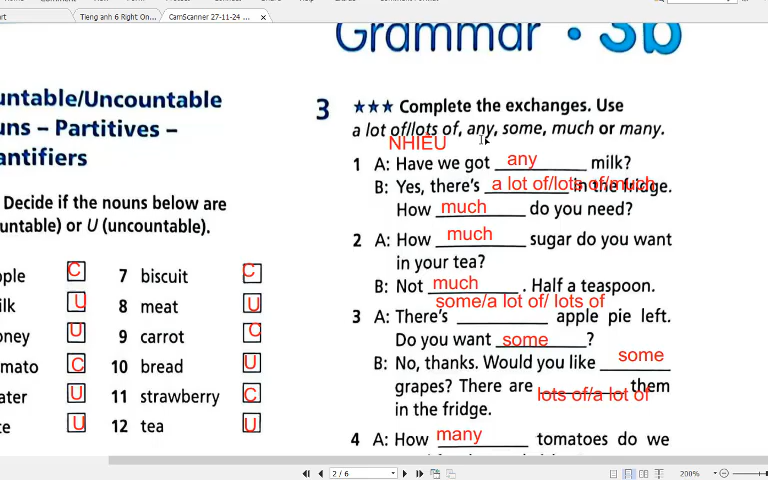 Tieng anh 6 Right On...
CamScanner 27-11-24 ...
Grammar • 3b
untable/Uncountable
uns – Partitives –
antifiers
Decide if the nouns below are
untable) or U (uncountable).
pple C 7 biscuit C
ilk U 8 meat U
oney U 9 carrot C
mato C 10 bread U
ater U 11 strawberry C
e U 12 tea U
3 ★★★ Complete the exchanges. Use
a lot of/lots of, any, some, much or many.
NHIEU
1 A: Have we got any milk?
B: Yes, there's a lot of/lots of/much in the fridge.
How much do you need?
2 A: How much sugar do you want
in your tea?
B: Not much. Half a teaspoon.
some/a lot of/ lots of
3 A: There's ________ apple pie left.
Do you want some?
B: No, thanks. Would you like some
grapes? There are lots of/a lot of them
in the fridge.
4 A: How many tomatoes do we
2 / 6
200%